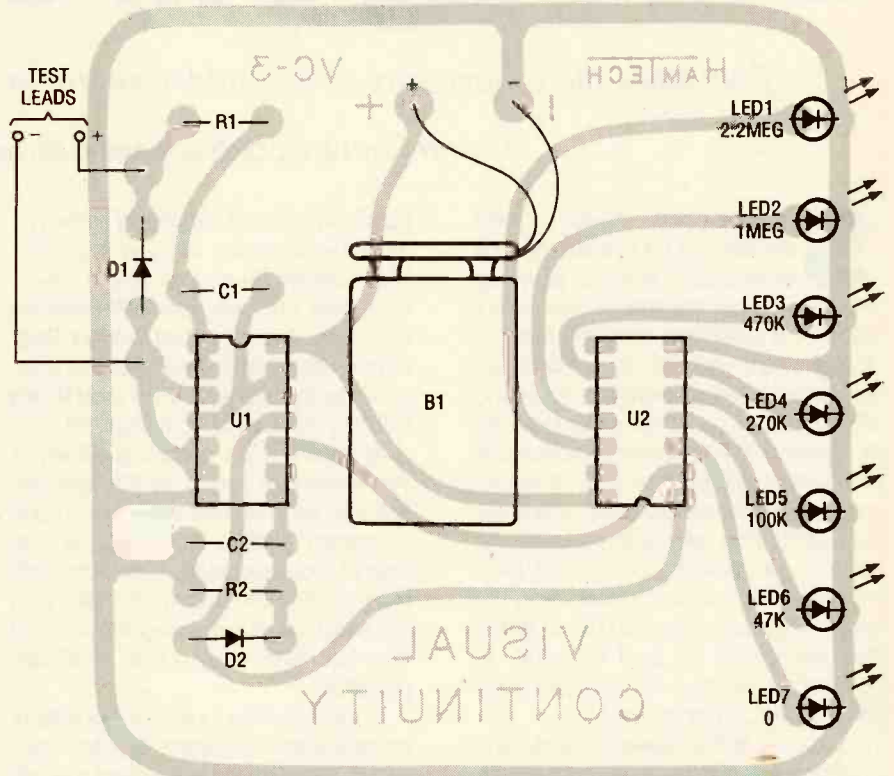 TEST
LEADS
- +
VC-3
HAMTECH
+ -
+ -
R1
D1
C1
U1
B1
U2
C2
R2
D2
LED1
2.2MEG
LED2
1MEG
LED3
470K
LED4
270K
LED5
100K
LED6
47K
LED7
0
VISUAL
CONTINUITY